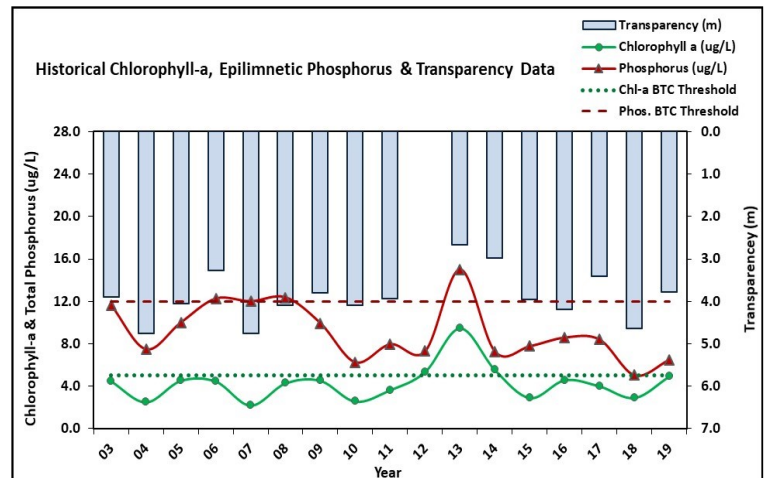 Transparency (m)
Chlorophyll a (ug/L)
Historical Chlorophyll-a, Epilimnetic Phosphorus & Transparency Data
Phosphorus (ug/L)
Chl-a BTC Threshold
Phos. BTC Threshold
Chlorophyll-a & Total Phosphorus (ug/L)
28.0
24.0
20.0
16.0
12.0
8.0
4.0
0.0
0.0
1.0
2.0
3.0
4.0
5.0
6.0
7.0
Transparencey (m)
03 04 05 06 07 08 09 10 11 12 13 14 15 16 17 18 19
Year